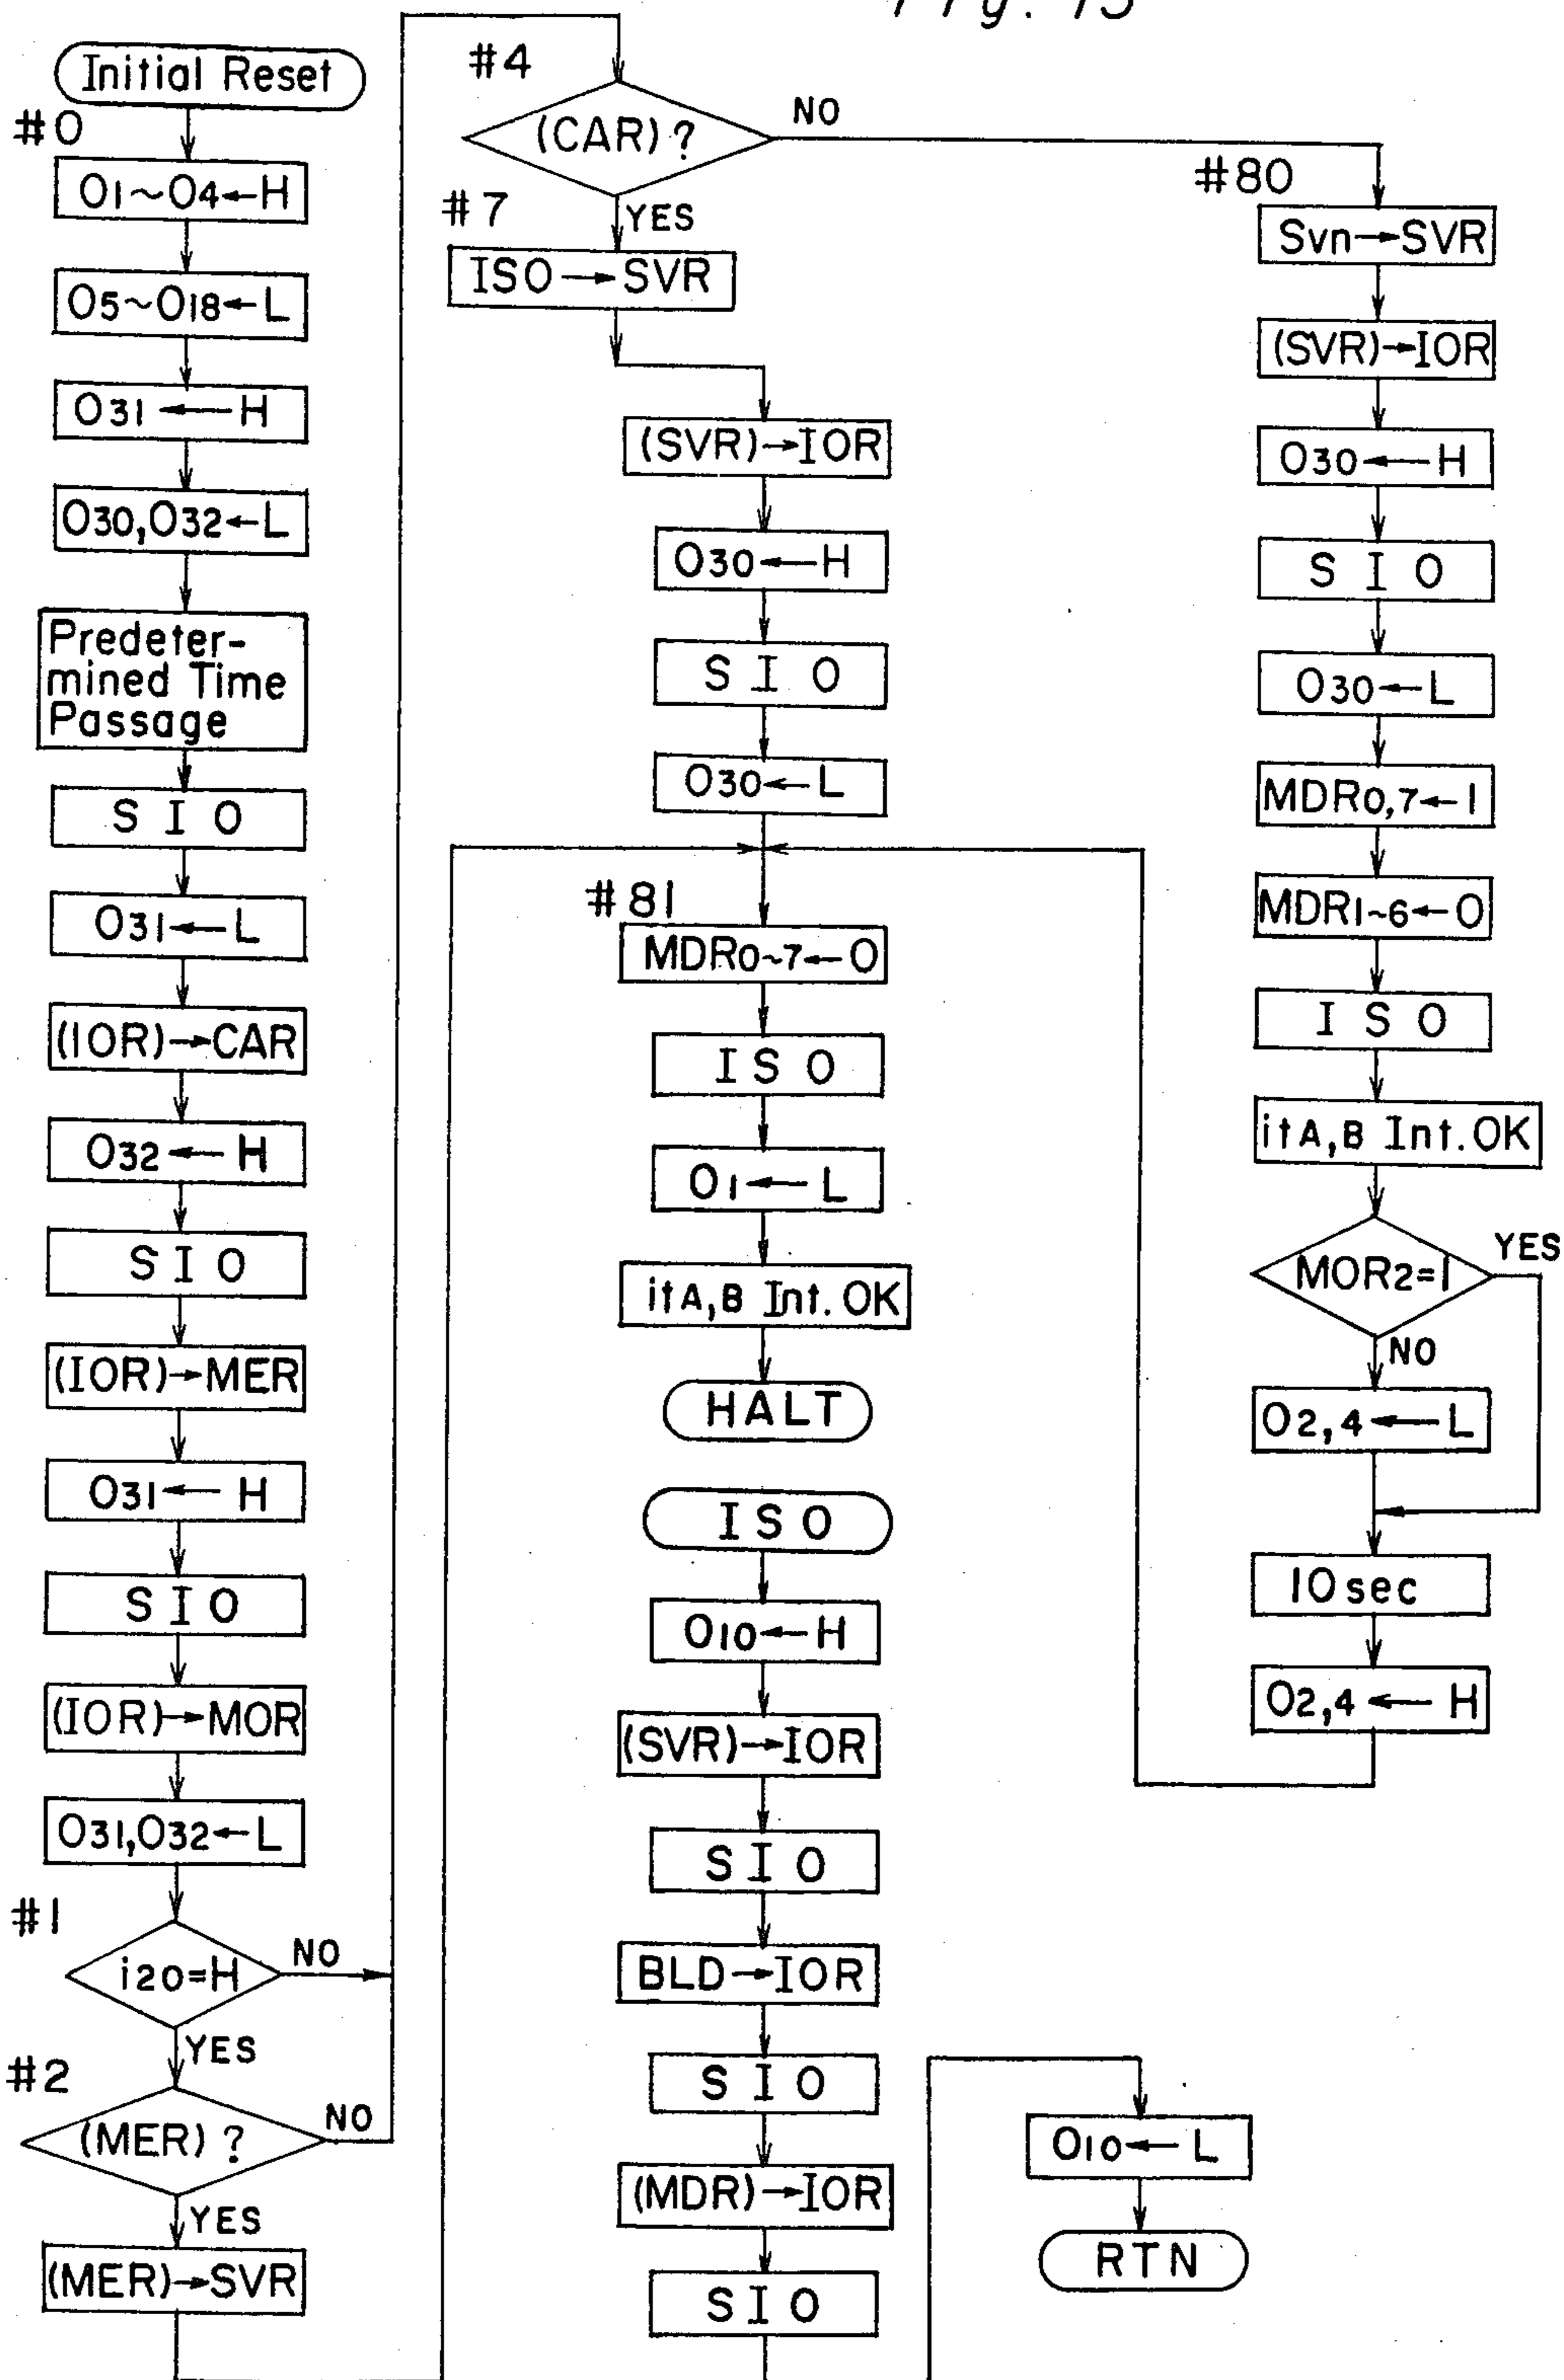 Fig. 13
Initial Reset
#0
O1~O4←H
O5~O18←L
O31←H
O30,O32←L
Predeter-
mined Time
Passage
SIO
O31←L
(IOR)→CAR
O32←H
SIO
(IOR)→MER
O31←H
SIO
(IOR)→MOR
O31,O32←L
#1
i20=H
NO
YES
#2
(MER)?
NO
YES
(MER)→SVR
#4
(CAR)?
NO
#7
YES
ISO→SVR
(SVR)→IOR
O30←H
SIO
O30←L
#81
MDR0~7←0
ISO
O1←L
itA,B Int.OK
HALT
ISO
O10←H
(SVR)→IOR
SIO
BLD→IOR
SIO
(MDR)→IOR
SIO
O10←L
RTN
#80
Svn→SVR
(SVR)→IOR
O30←H
SIO
O30←L
MDR0,7←1
MDR1~6←0
ISO
itA,B Int.OK
MOR2=1
YES
NO
O2,4←L
10sec
O2,4←H